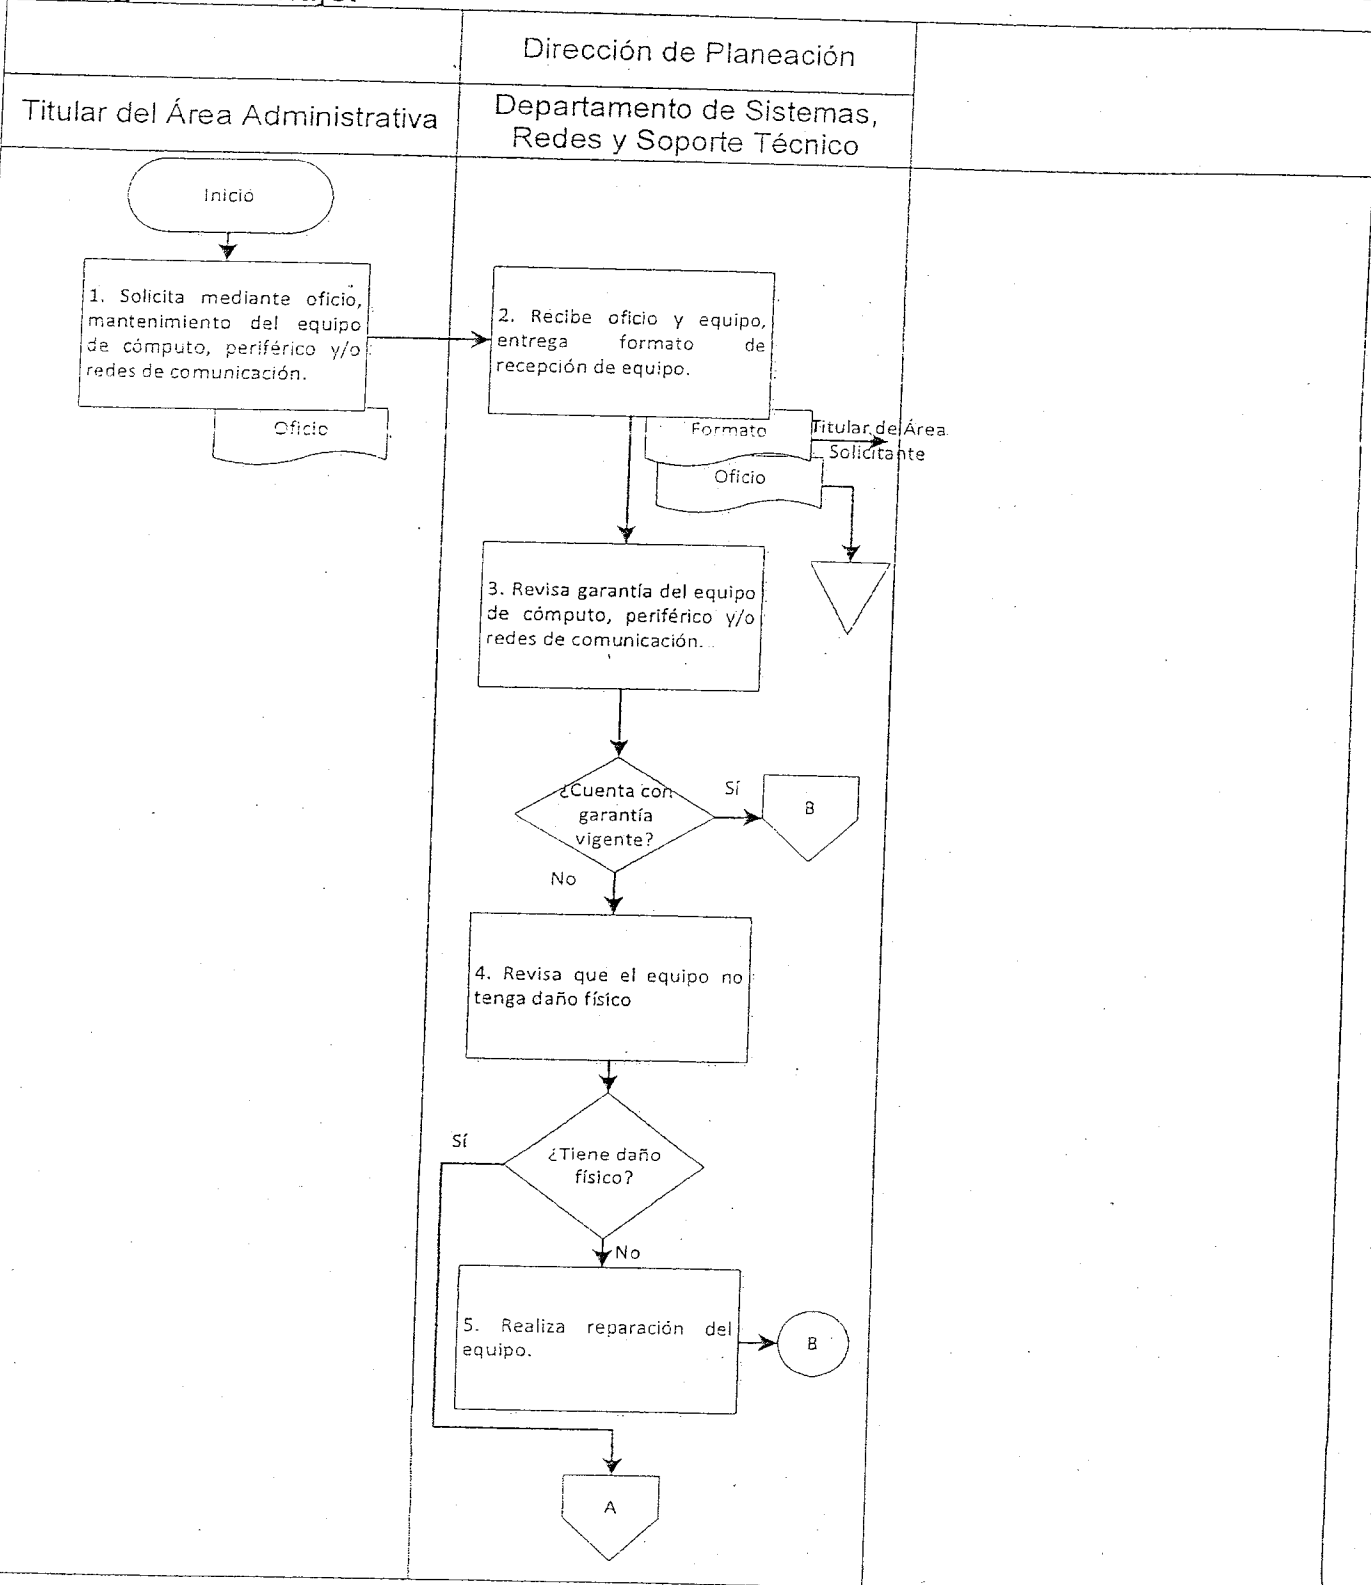 Dirección de Planeación
Titular del Área Administrativa
Departamento de Sistemas,
Redes y Soporte Técnico
Inicio
1. Solicita mediante oficio,
mantenimiento del equipo
de cómputo, periférico y/o
redes de comunicación.
Oficio
2. Recibe oficio y equipo,
entrega formato de
recepción de equipo.
Formato
Titular de Área
Solicitante
Oficio
3. Revisa garantía del equipo
de cómputo, periférico y/o
redes de comunicación.
¿Cuenta con
garantía
vigente?
Sí
B
No
4. Revisa que el equipo no
tenga daño físico
Sí
¿Tiene daño
físico?
No
5. Realiza reparación del
equipo.
B
A